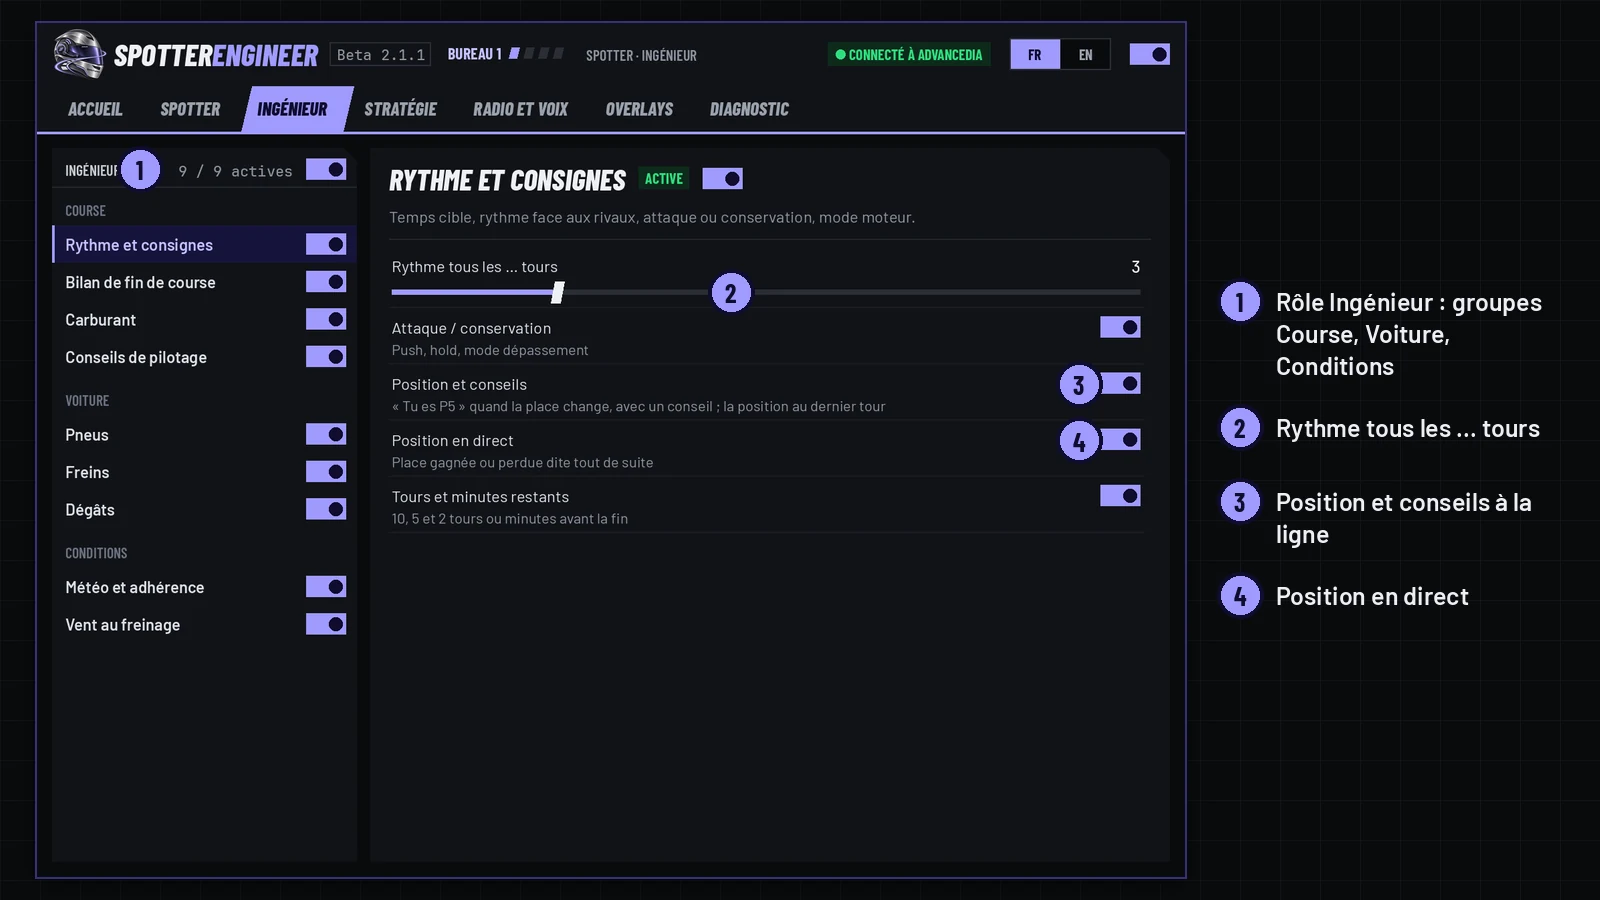 SPOTTERENGINEER
Beta 2.1.1
BUREAU 1
SPOTTER · INGÉNIEUR
CONNECTÉ À ADVANCEDIA
FR
EN
ACCUEIL
SPOTTER
INGÉNIEUR
STRATÉGIE
RADIO ET VOIX
OVERLAYS
DIAGNOSTIC
1
9 / 9 actives
COURSE
Rythme et consignes
Bilan de fin de course
Carburant
Conseils de pilotage
VOITURE
Pneus
Freins
Dégâts
CONDITIONS
Météo et adhérence
Vent au freinage
RYTHME ET CONSIGNES
ACTIVE
Temps cible, rythme face aux rivaux, attaque ou conservation, mode moteur.
Rythme tous les ... tours
3
2
Attaque / conservation
Push, hold, mode dépassement
Position et conseils
« Tu es P5 » quand la place change, avec un conseil ; la position au dernier tour
3
Position en direct
Place gagnée ou perdue dite tout de suite
4
Tours et minutes restants
10, 5 et 2 tours ou minutes avant la fin
1
Rôle Ingénieur : groupes
Course, Voiture,
Conditions
2
Rythme tous les ... tours
3
Position et conseils à la
ligne
4
Position en direct